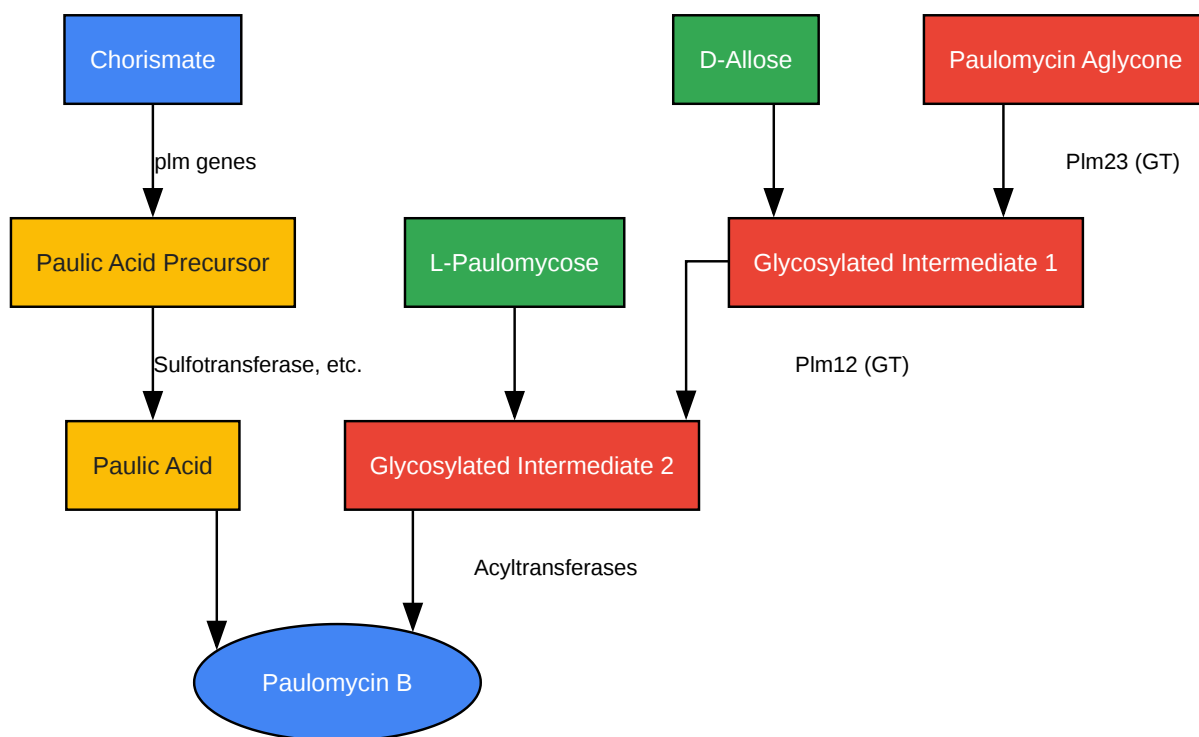 Chorismate
D-Allose
Paulomycin Aglycone
plm genes
Plm23 (GT)
Paulic Acid Precursor
L-Paulomycose
Glycosylated Intermediate 1
Sulfotransferase, etc.
Plm12 (GT)
Paulic Acid
Glycosylated Intermediate 2
Acyltransferases
Paulomycin B